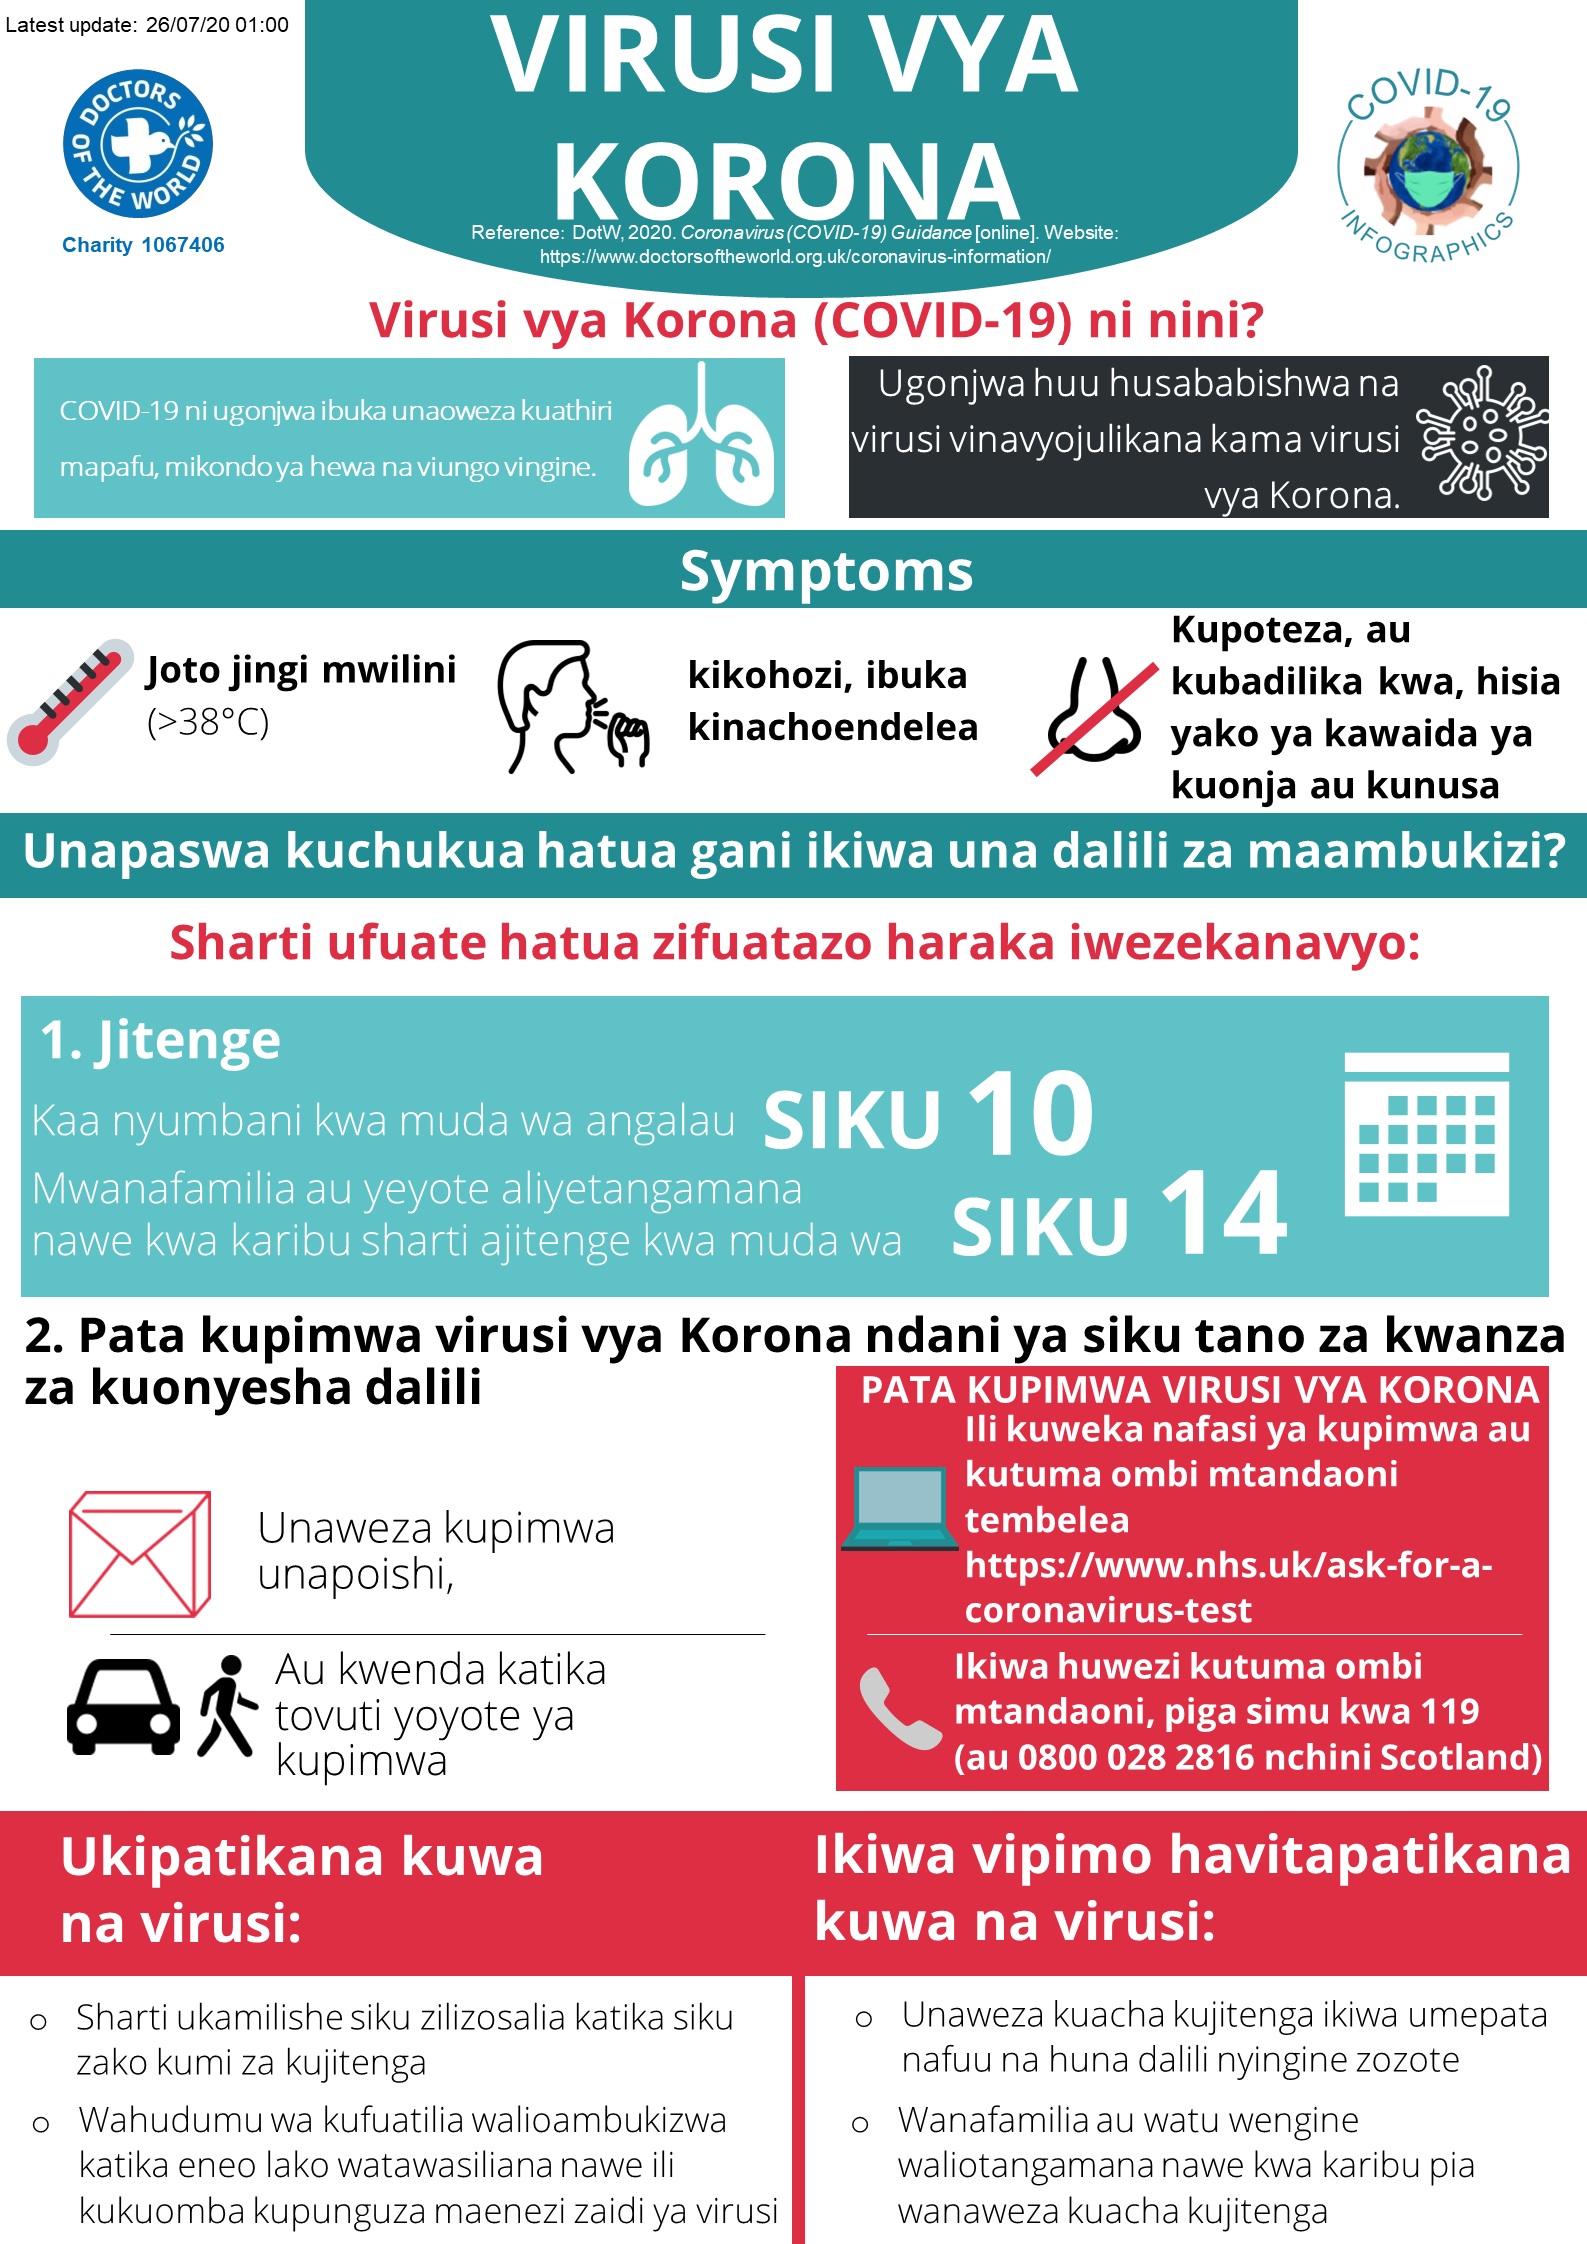 Latest update: 26/07/20 01:00
DOCTORS OF THE WORLD
Charity 1067406
VIRUSI VYA
KORONA
Reference: DotW, 2020. Coronavirus (COVID-19) Guidance [online]. Website:
https://www.doctorsoftheworld.org.uk/coronavirus-information/
COVID-19
INFOGRAPHICS
Virusi vya Korona (COVID-19) ni nini?
COVID-19 ni ugonjwa ibuka unaoweza kuathiri
mapafu, mikondo ya hewa na viungo vingine.
Ugonjwa huu husababishwa na
virusi vinavyojulikana kama virusi
vya Korona.
Symptoms
Joto jingi mwilini
(>38°C)
kikohozi, ibuka
kinachoendelea
Kupoteza, au
kubadilika kwa, hisia
yako ya kawaida ya
kuonja au kunusa
Unapaswa kuchukua hatua gani ikiwa una dalili za maambukizi?
Sharti ufuate hatua zifuatazo haraka iwezekanavyo:
1. Jitenge
Kaa nyumbani kwa muda wa angalau SIKU 10
Mwanafamilia au yeyote aliyetangamana
nawe kwa karibu sharti ajitenge kwa muda wa SIKU 14
2. Pata kupimwa virusi vya Korona ndani ya siku tano za kwanza
za kuonyesha dalili
Unaweza kupimwa
unapoishi,
Au kwenda katika
tovuti yoyote ya
kupimwa
PATA KUPIMWA VIRUSI VYA KORONA
Ili kuweka nafasi ya kupimwa au
kutuma ombi mtandaoni
tembelea
https://www.nhs.uk/ask-for-a-
coronavirus-test
Ikiwa huwezi kutuma ombi
mtandaoni, piga simu kwa 119
(au 0800 028 2816 nchini Scotland)
Ukipatikana kuwa
na virusi:
o Sharti ukamilishe siku zilizosalia katika siku
zako kumi za kujitenga
o Wahudumu wa kufuatilia walioambukizwa
katika eneo lako watawasiliana nawe ili
kukuomba kupunguza maenezi zaidi ya virusi
Ikiwa vipimo havitapatikana
kuwa na virusi:
o Unaweza kuacha kujitenga ikiwa umepata
nafuu na huna dalili nyingine zozote
o Wanafamilia au watu wengine
waliotangamana nawe kwa karibu pia
wanaweza kuacha kujitenga